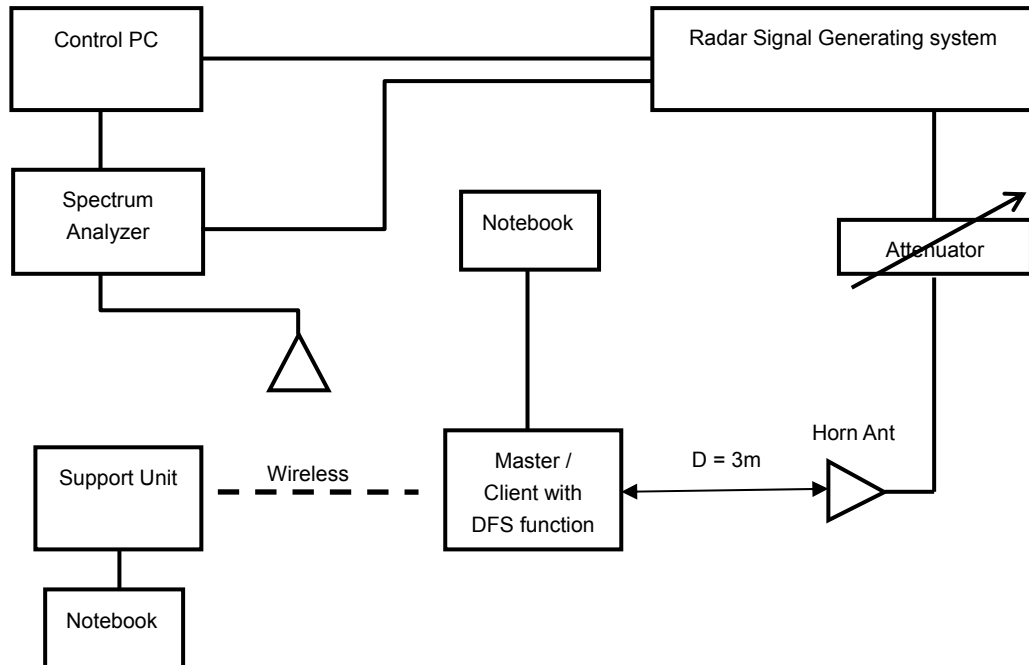 Control PC
Radar Signal Generating system
Spectrum
Analyzer
Notebook
Attenuator
Horn Ant
Support Unit
Wireless
Master /
Client with
DFS function
D = 3m
Notebook